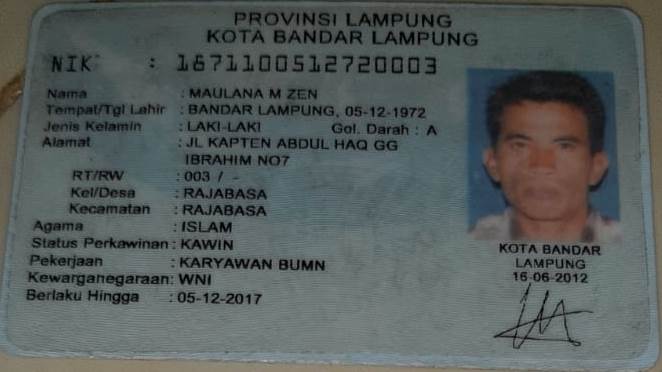 PROVINSI LAMPUNG
KOTA BANDAR LAMPUNG
NIK : 1671100512720003
Nama : MAULANA M ZEN
Tempat/Tgl Lahir : BANDAR LAMPUNG, 05-12-1972
Jenis Kelamin : LAKI-LAKI Gol. Darah : A
Alamat : JL KAPTEN ABDUL HAQ GG
IBRAHIM NO7
RT/RW : 003 / -
Kel/Desa : RAJABASA
Kecamatan : RAJABASA
Agama : ISLAM
Status Perkawinan : KAWIN
Pekerjaan : KARYAWAN BUMN
Kewarganegaraan: WNI
Berlaku Hingga : 05-12-2017
KOTA BANDAR
LAMPUNG
16-06-2012